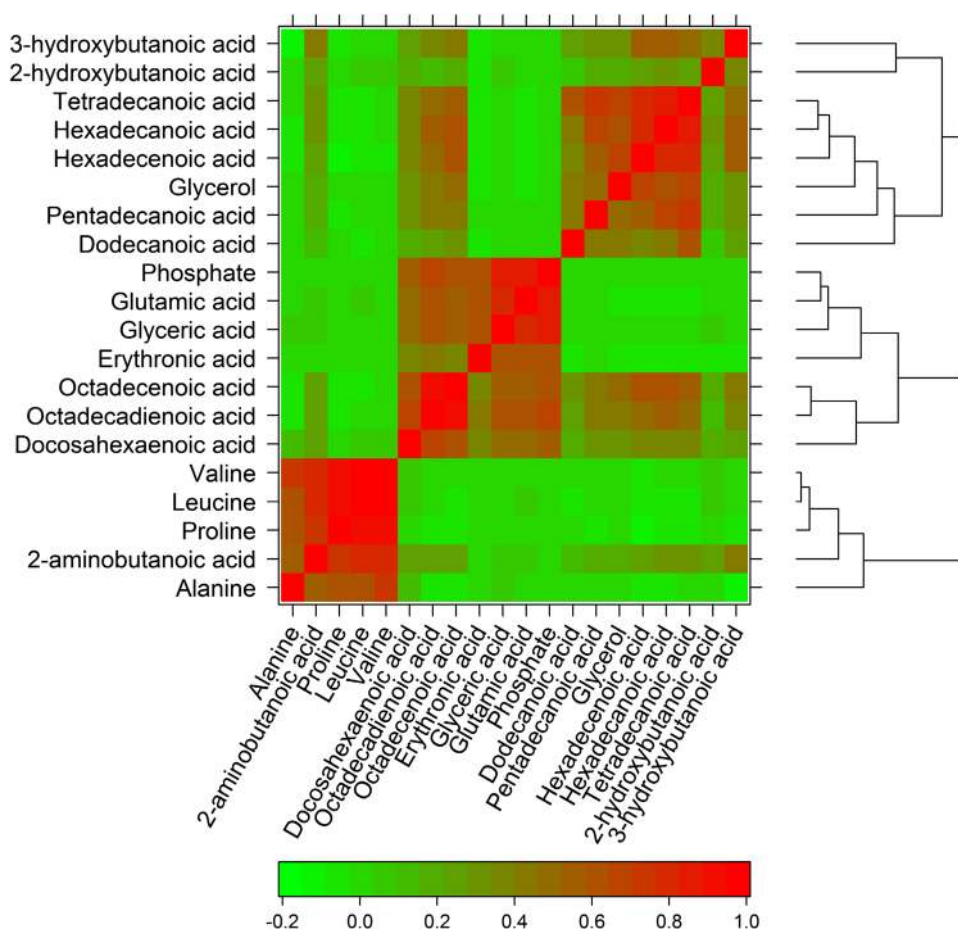 3-hydroxybutanoic acid
2-hydroxybutanoic acid
Tetradecanoic acid
Hexadecanoic acid
Hexadecenoic acid
Glycerol
Pentadecanoic acid
Dodecanoic acid
Phosphate
Glutamic acid
Glyceric acid
Erythronic acid
Octadecenoic acid
Octadecadienoic acid
Docosahexaenoic acid
Valine
Leucine
Proline
2-aminobutanoic acid
Alanine
Alanine
2-aminobutanoic acid
Proline
Leucine
Valine
Docosahexaenoic acid
Octadecadienoic acid
Octadecenoic acid
Erythronic acid
Glyceric acid
Glutamic acid
Phosphate
Dodecanoic acid
Pentadecanoic acid
Glycerol
Hexadecenoic acid
Hexadecanoic acid
Tetradecanoic acid
2-hydroxybutanoic acid
3-hydroxybutanoic acid
-0.2 0.0 0.2 0.4 0.6 0.8 1.0